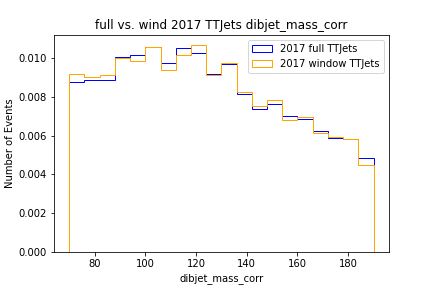 full vs. wind 2017 TTJets dibjet_mass_corr
2017 full TTJets
2017 window TTJets
Number of Events
0.010
0.008
0.006
0.004
0.002
0.000
80 100 120 140 160 180
dibjet_mass_corr